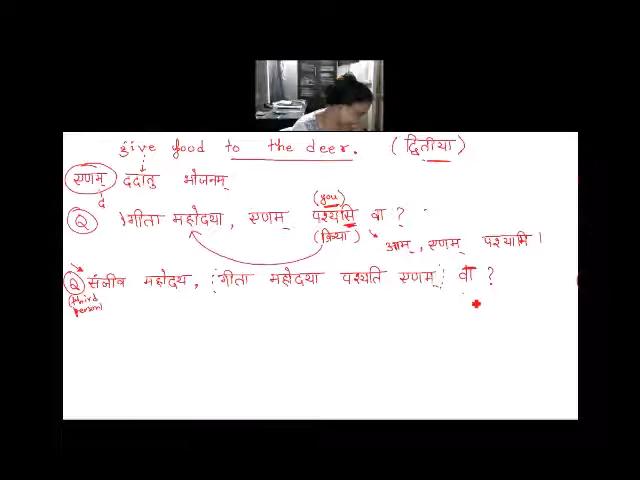 give food to the deer. (द्वितीया)
एणम् ददातु भोजनम्
द
(you)
Q गीता महोदया, एणम् पश्यसि वा ?
(क्रिया) आम्, एणम् पश्यामि ।
Q संजीव महोदय, गीता महोदया पश्यति एणम् वा ?
(third person)